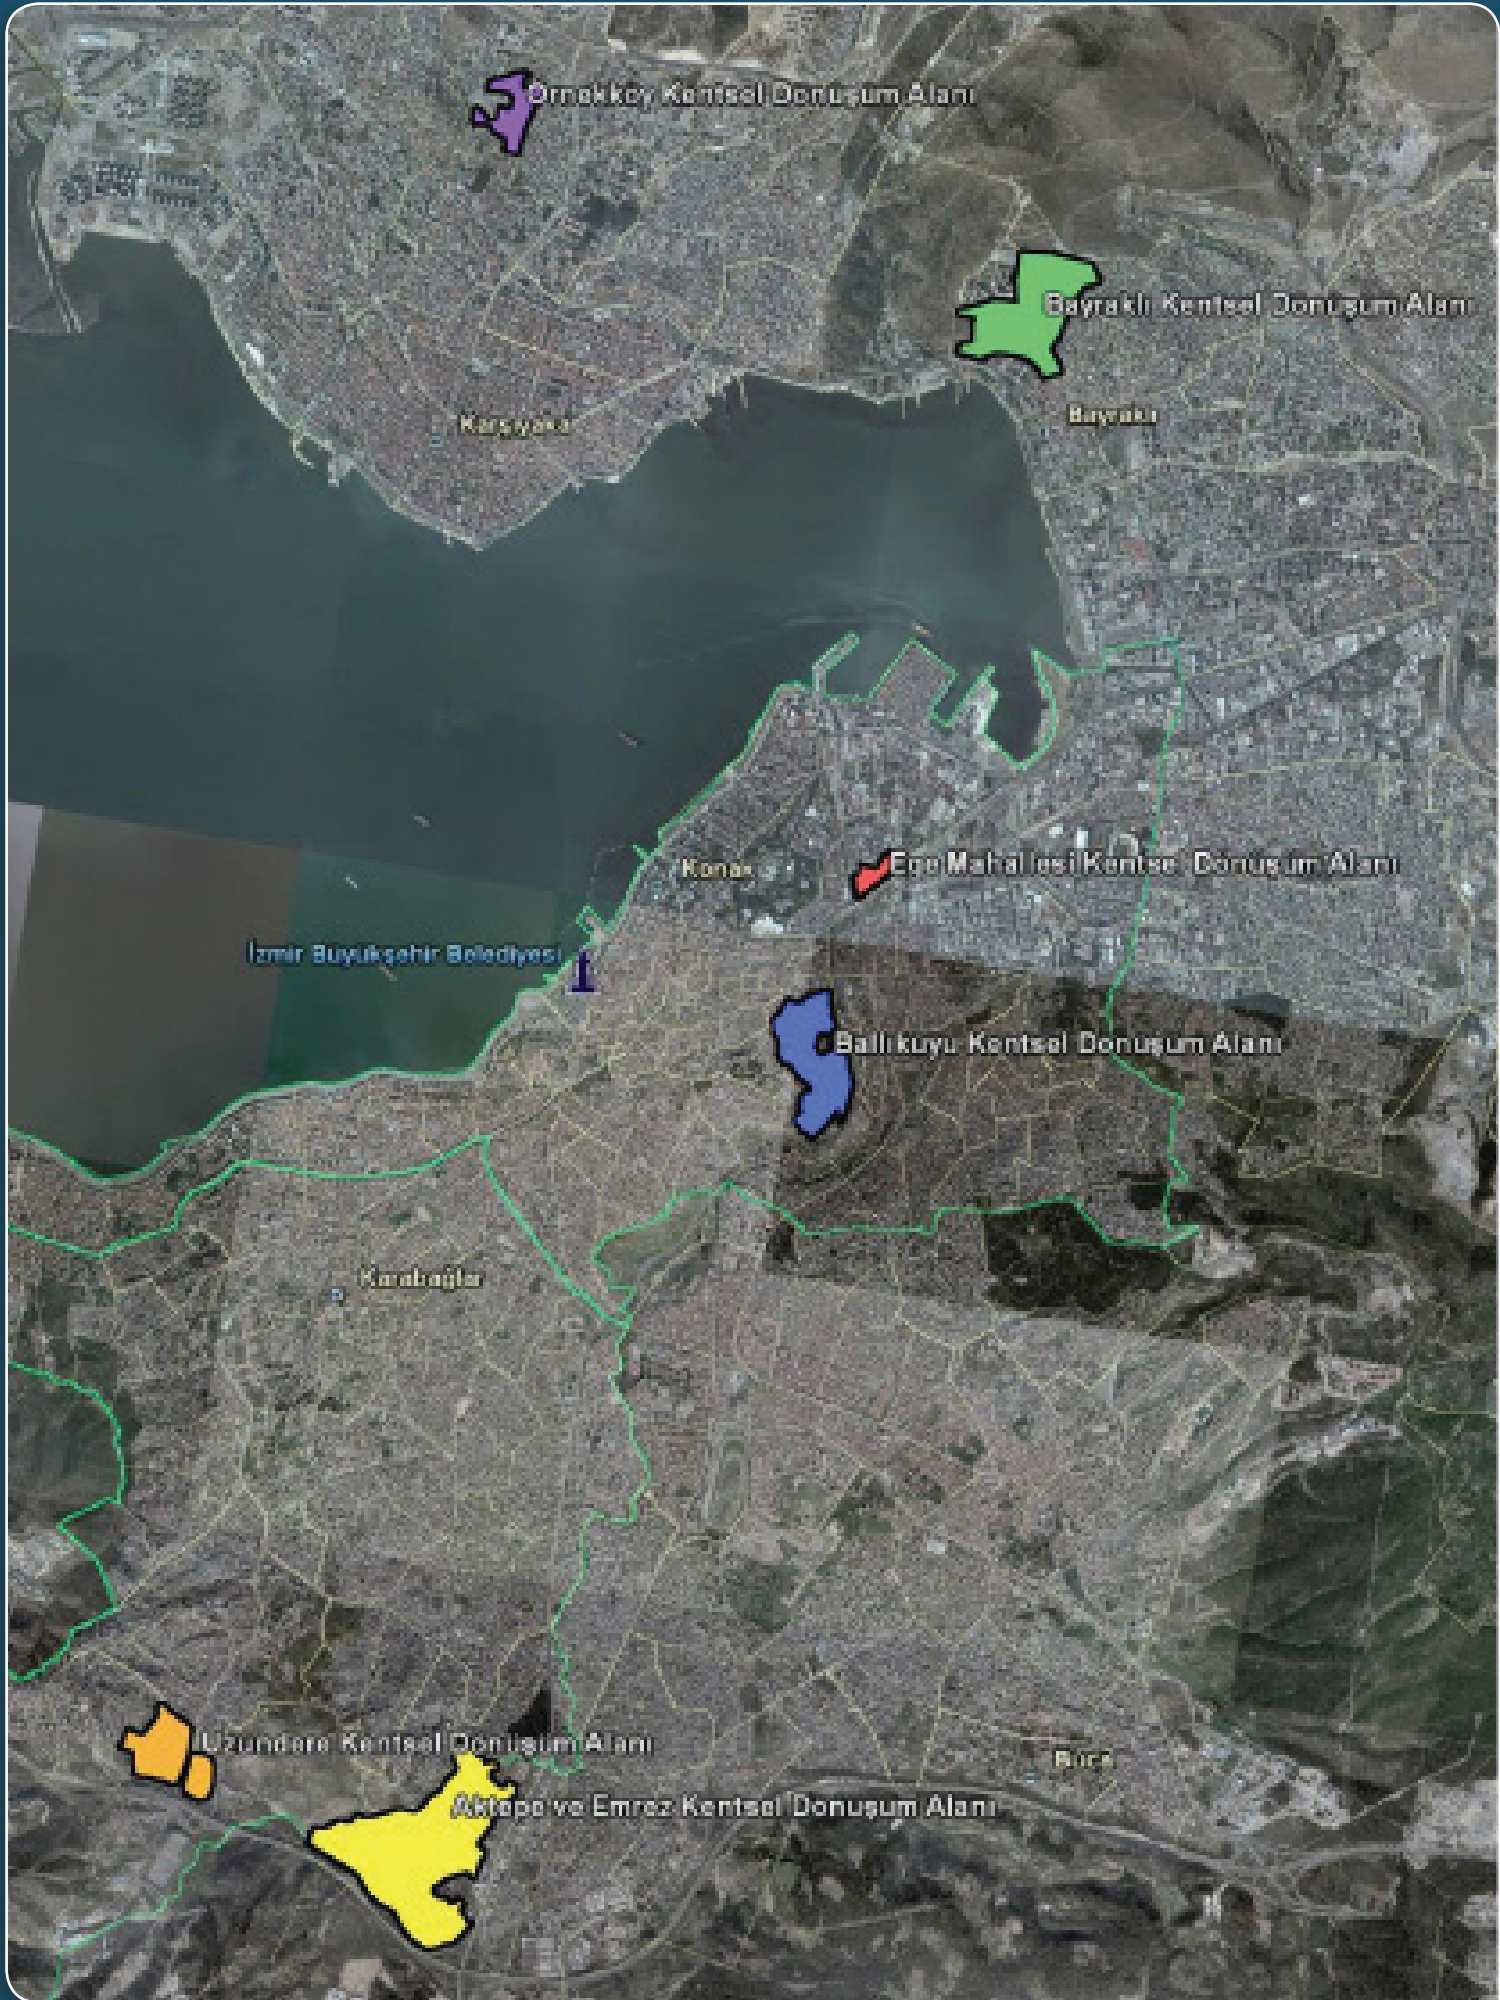 Örnekköy Kentsel Dönüşüm Alanı
Bayraklı Kentsel Dönüşüm Alanı
Bayraklı
Karşıyaka
Ege Mahallesi Kentsel Dönüşüm Alanı
Konak
İzmir Büyükşehir Belediyesi
Ballıkuyu Kentsel Dönüşüm Alanı
Karabağlar
Uzundere Kentsel Dönüşüm Alanı
Buca
Aktepe ve Emrez Kentsel Dönüşüm Alanı